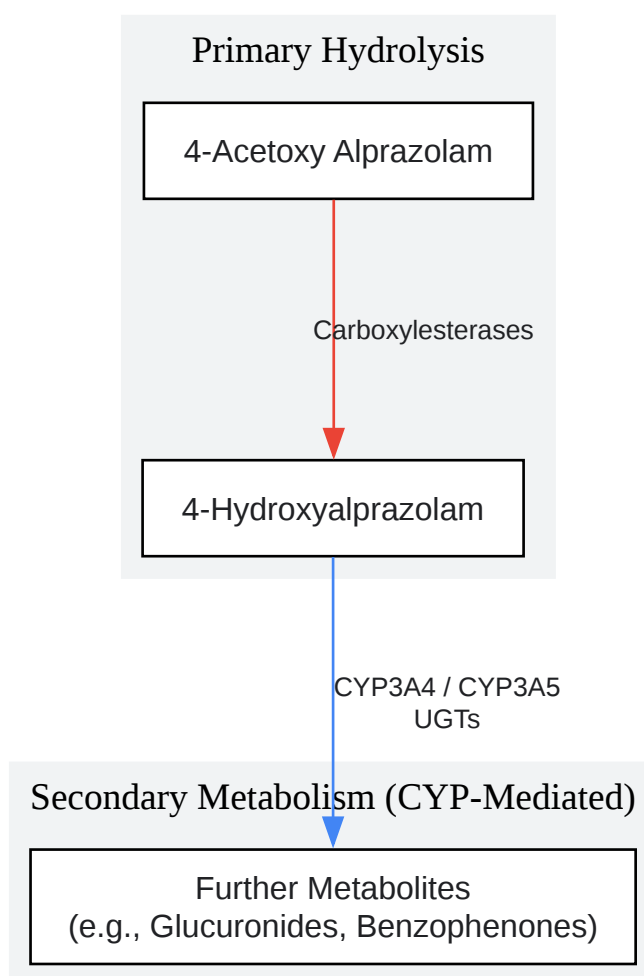 Primary Hydrolysis
4-Acetoxy Alprazolam
Carboxylesterases
4-Hydroxyalprazolam
CYP3A4 / CYP3A5
UGTs
Secondary Metabolism (CYP-Mediated)
Further Metabolites
(e.g., Glucuronides, Benzophenones)